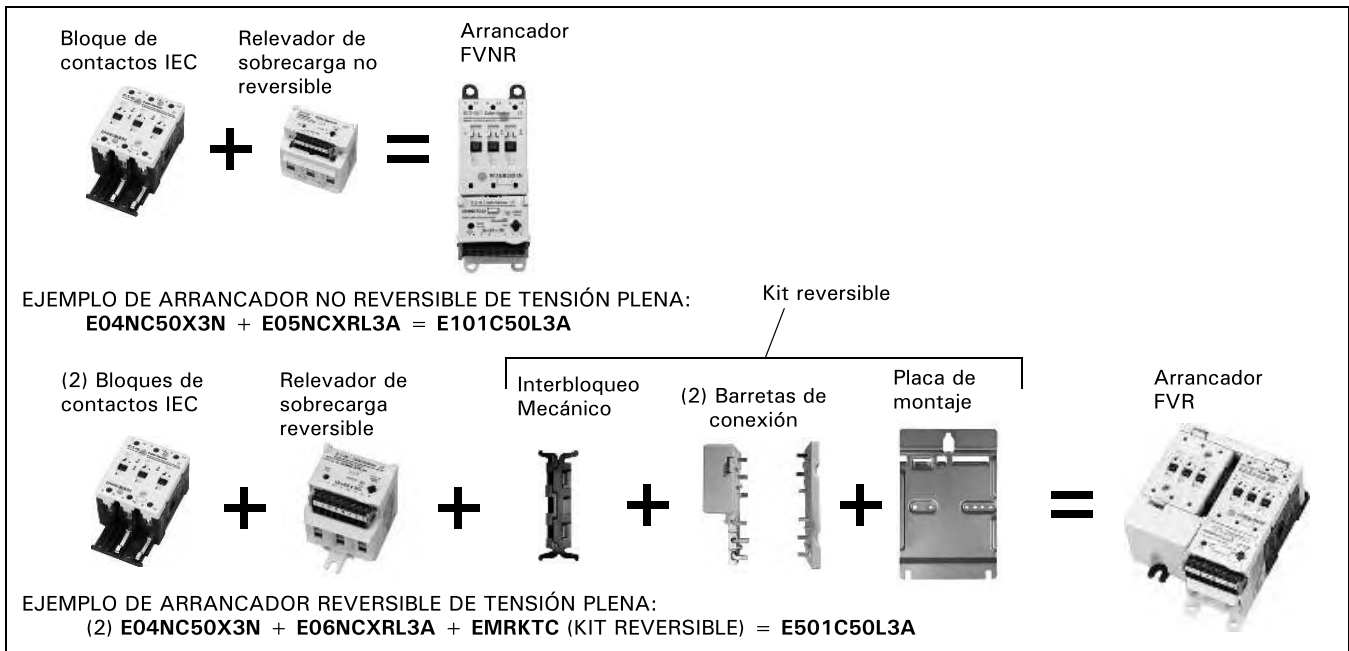 Bloque de
contactos IEC
Relevador de
sobrecarga no
reversible
Arrancador
FVNR
EJEMPLO DE ARRANCADOR NO REVERSIBLE DE TENSIÓN PLENA:
E04NC50X3N + E05NCXRL3A = E101C50L3A
Kit reversible
(2) Bloques de
contactos IEC
Relevador de
sobrecarga
reversible
Interbloqueo
Mecánico
(2) Barretas de
conexión
Placa de
montaje
Arrancador
FVR
EJEMPLO DE ARRANCADOR REVERSIBLE DE TENSIÓN PLENA:
(2) E04NC50X3N + E06NCXRL3A + EMRKTC (KIT REVERSIBLE) = E501C50L3A